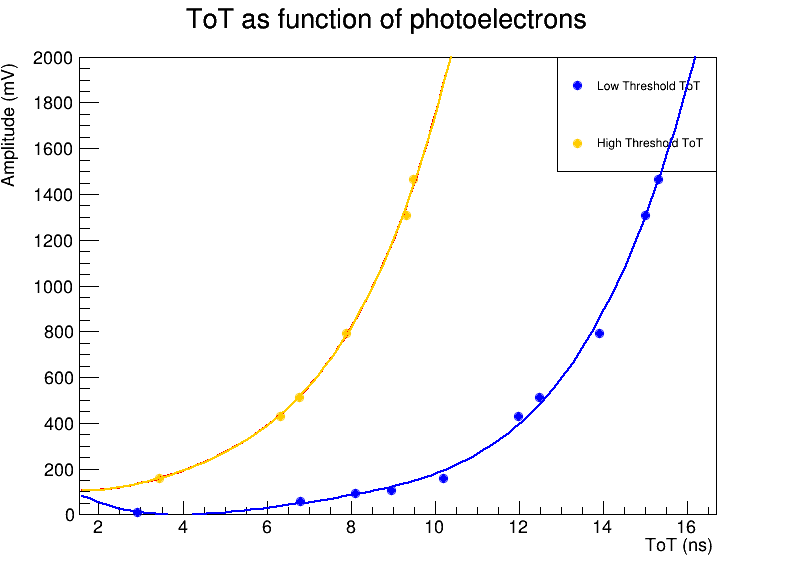 ToT as function of photoelectrons
Amplitude (mV)
2000
1800
1600
1400
1200
1000
800
600
400
200
0
Low Threshold ToT
High Threshold ToT
2 4 6 8 10 12 14 16
ToT (ns)